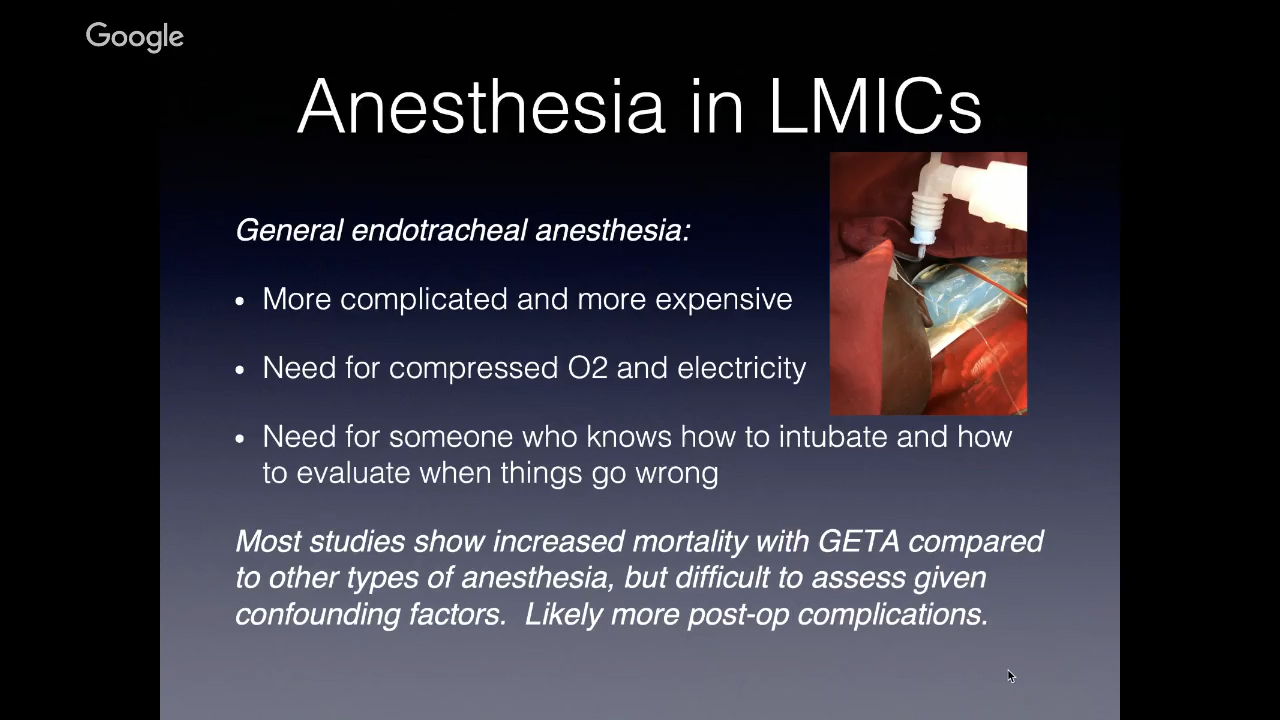 Google
Anesthesia in LMICs
General endotracheal anesthesia:
• More complicated and more expensive
• Need for compressed O2 and electricity
• Need for someone who knows how to intubate and how
to evaluate when things go wrong
Most studies show increased mortality with GETA compared
to other types of anesthesia, but difficult to assess given
confounding factors.  Likely more post-op complications.